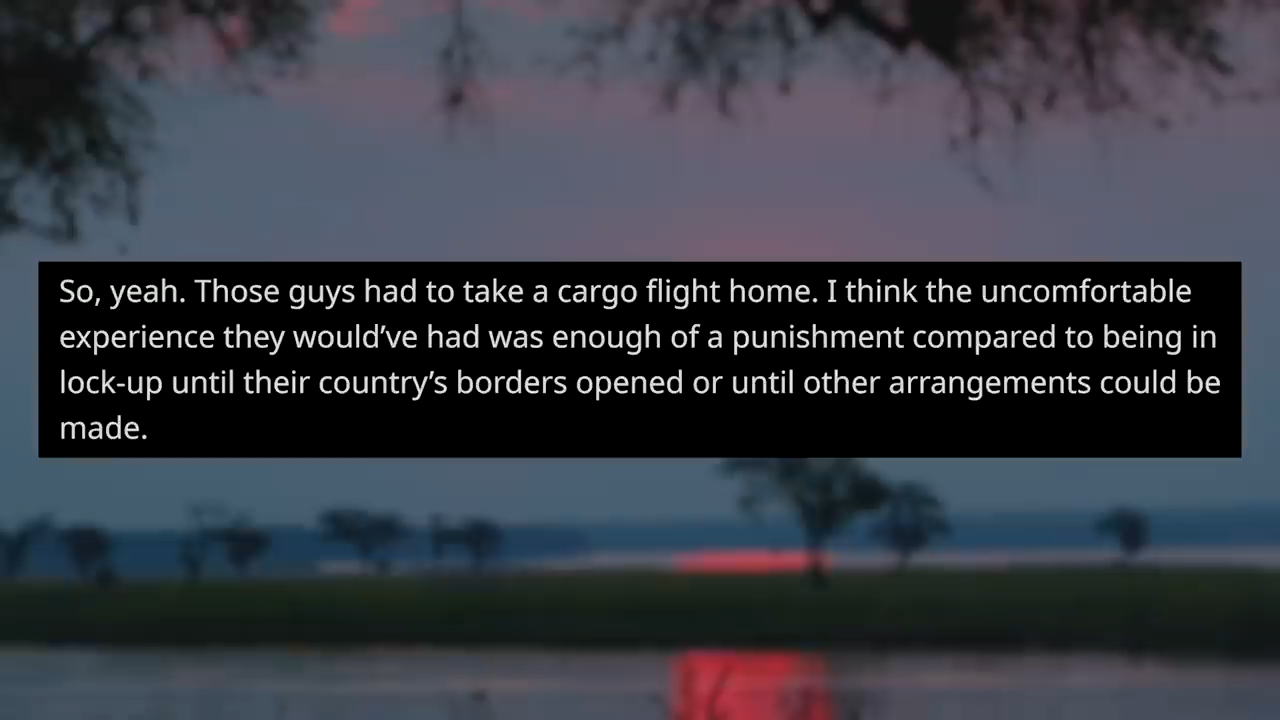 So, yeah. Those guys had to take a cargo flight home. I think the uncomfortable
experience they would’ve had was enough of a punishment compared to being in
lock-up until their country’s borders opened or until other arrangements could be
made.